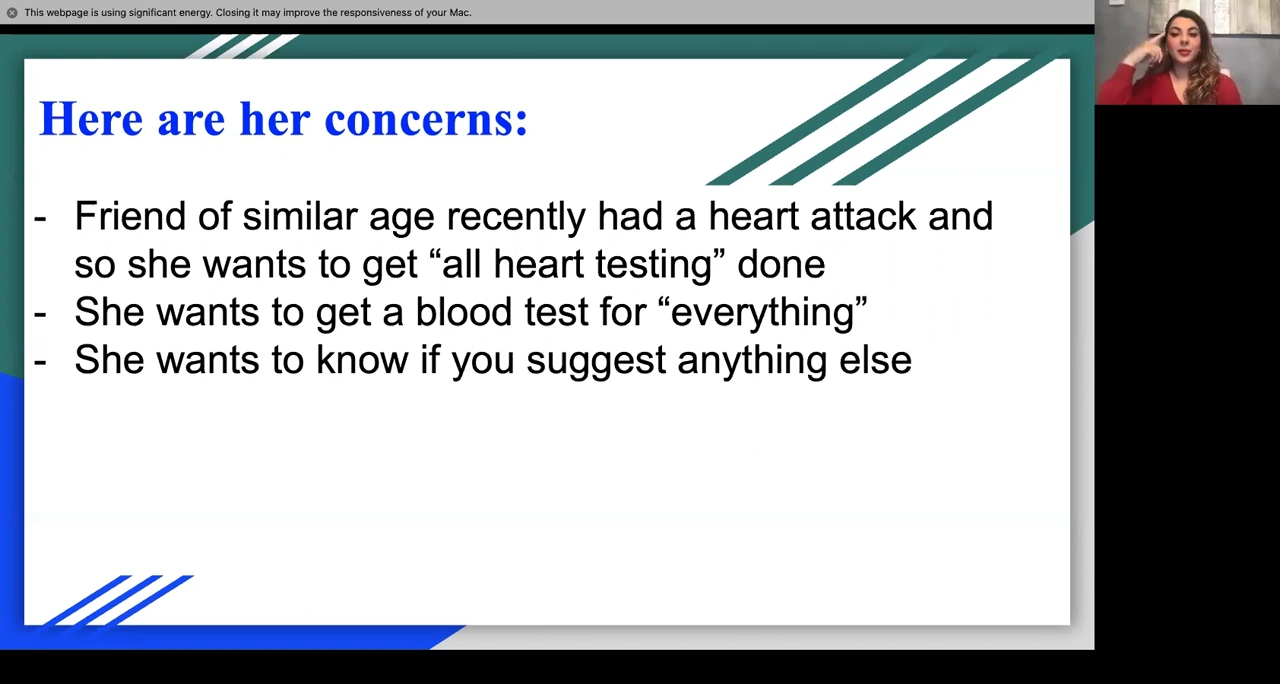 This webpage is using significant energy. Closing it may improve the responsiveness of your Mac.
Here are her concerns:
- Friend of similar age recently had a heart attack and
so she wants to get “all heart testing” done
- She wants to get a blood test for “everything”
- She wants to know if you suggest anything else